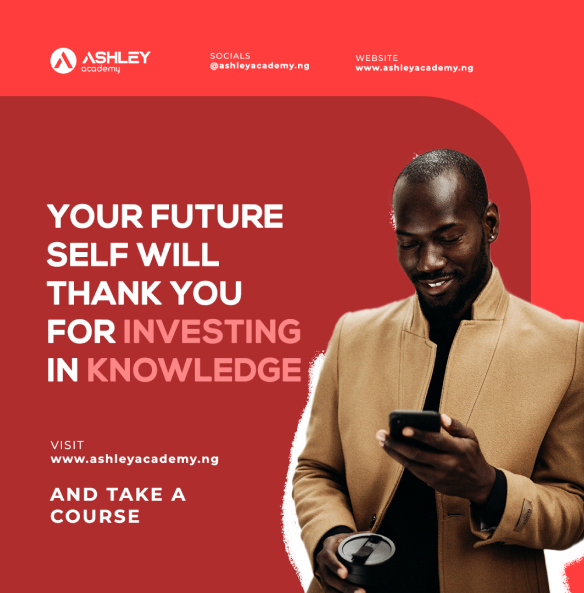 ASHLEY
academy
SOCIALS
@ashleyacademy.ng
WEBSITE
www.ashleyacademy.ng
YOUR FUTURE
SELF WILL
THANK YOU
FOR INVESTING
IN KNOWLEDGE
VISIT
www.ashleyacademy.ng
AND TAKE A
COURSE